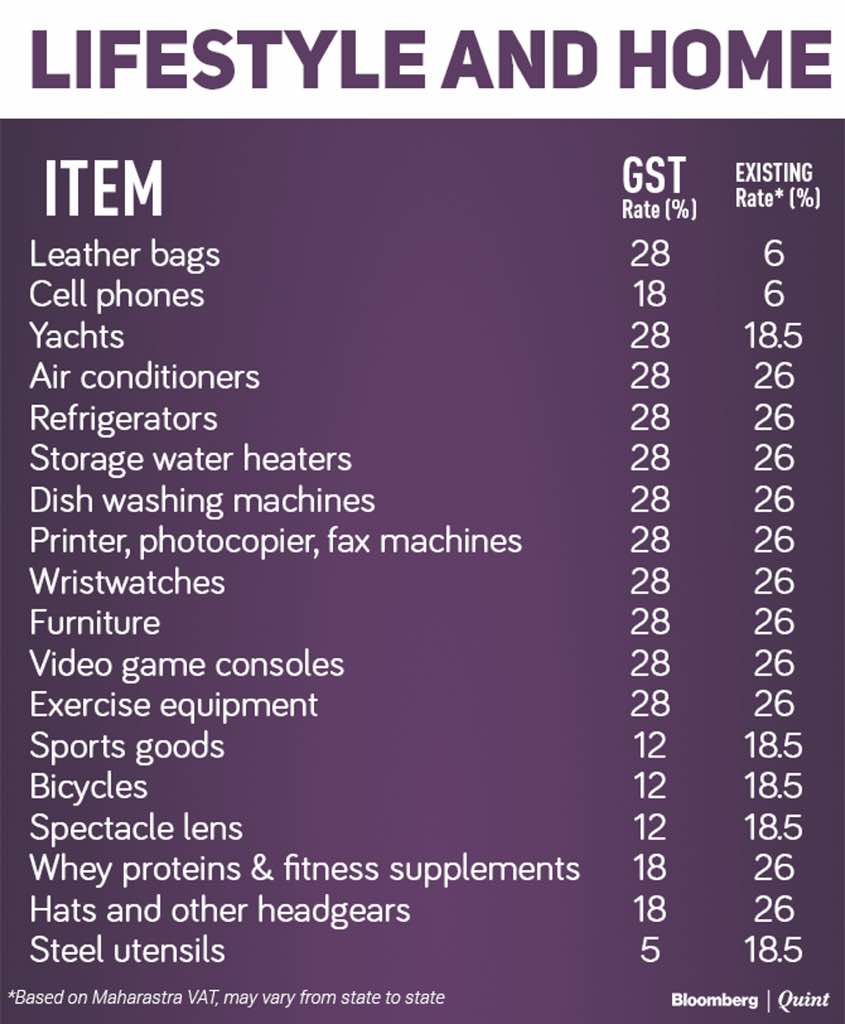 LIFESTYLE AND HOME
ITEM GST Rate (%) EXISTING Rate* (%)
Leather bags 28 6
Cell phones 18 6
Yachts 28 18.5
Air conditioners 28 26
Refrigerators 28 26
Storage water heaters 28 26
Dish washing machines 28 26
Printer, photocopier, fax machines 28 26
Wristwatches 28 26
Furniture 28 26
Video game consoles 28 26
Exercise equipment 28 26
Sports goods 12 18.5
Bicycles 12 18.5
Spectacle lens 12 18.5
Whey proteins & fitness supplements 18 26
Hats and other headgears 18 26
Steel utensils 5 18.5
*Based on Maharastra VAT, may vary from state to state
Bloomberg | Quint